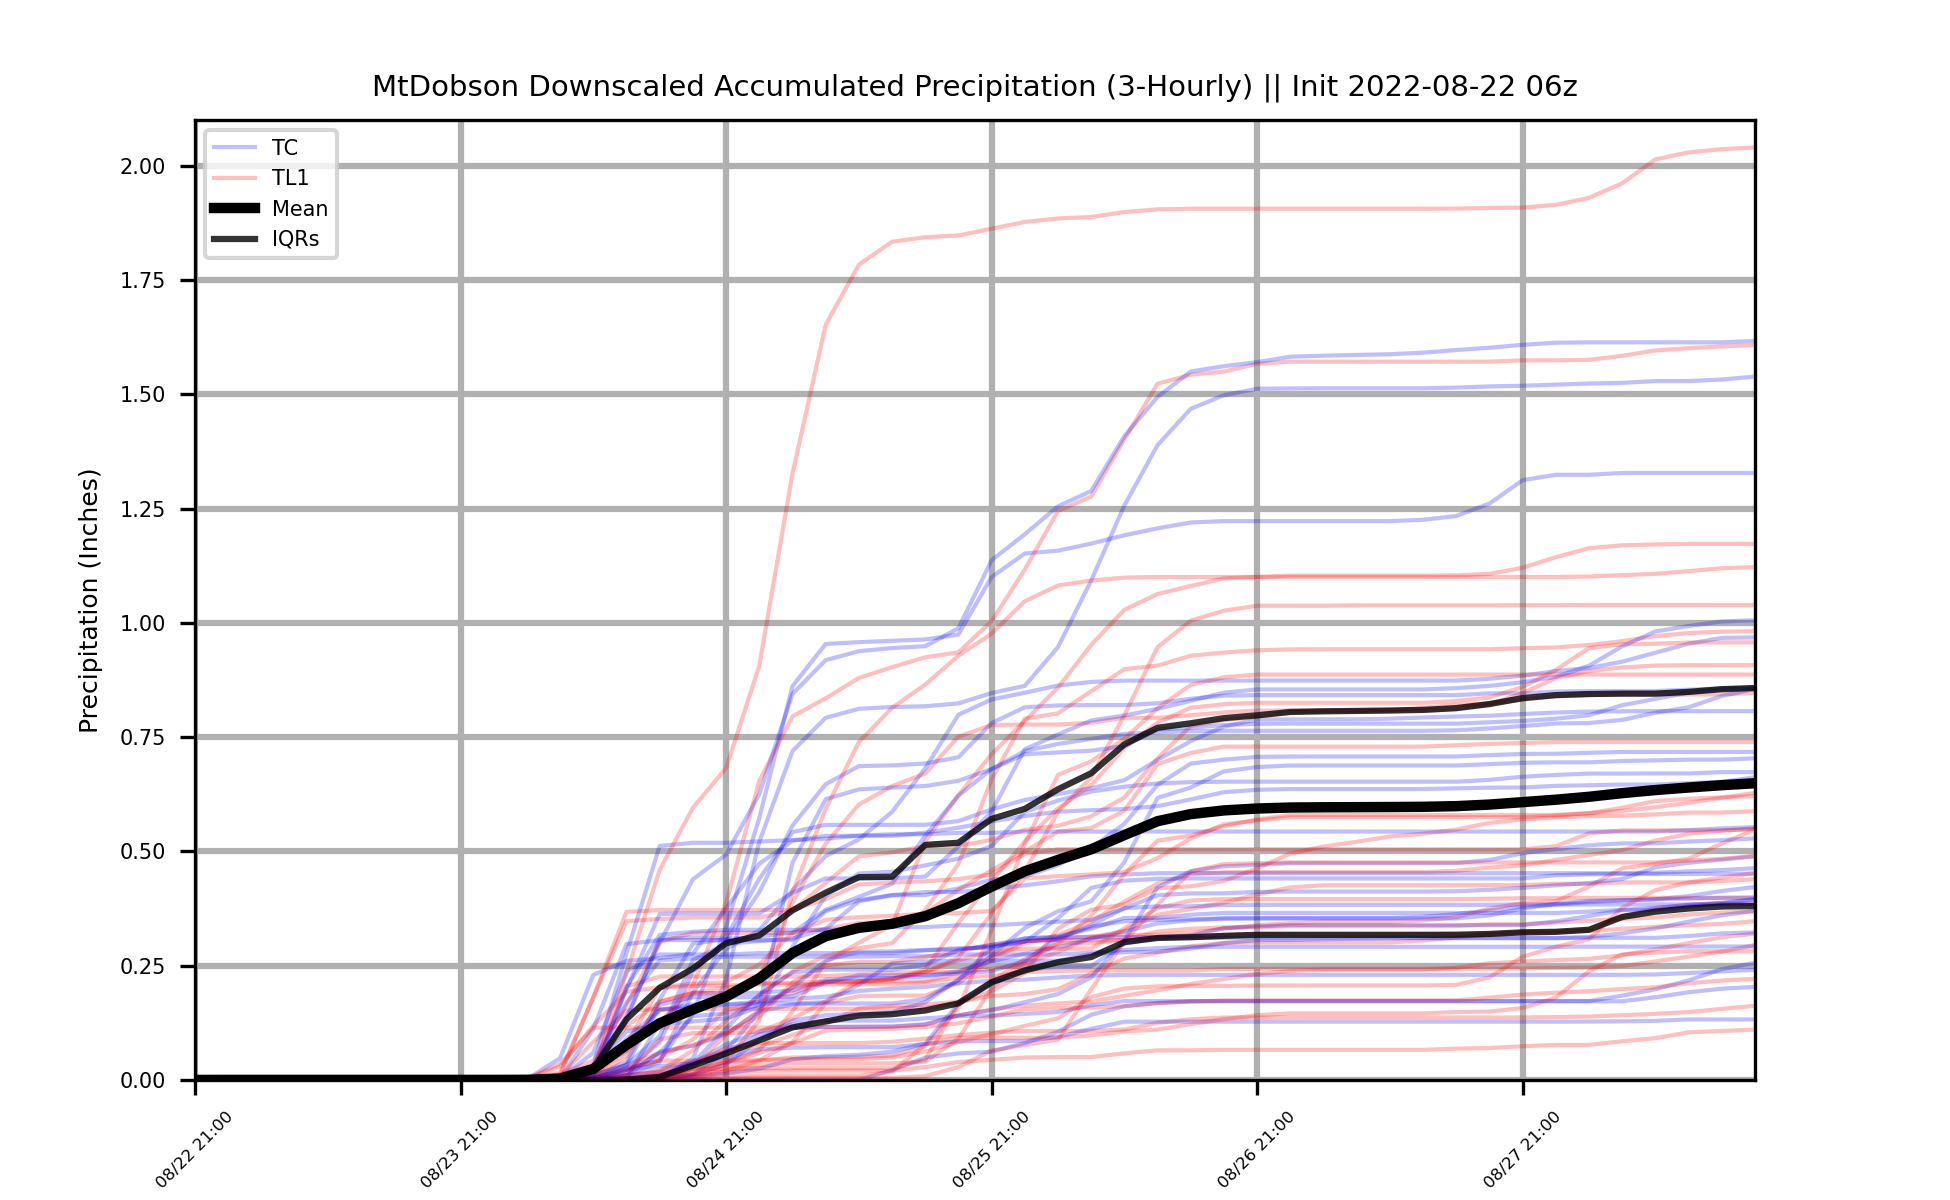 MtDobson Downscaled Accumulated Precipitation (3-Hourly) || Init 2022-08-22 06z
TC
TL1
Mean
IQRs
Precipitation (Inches)
2.00
1.75
1.50
1.25
1.00
0.75
0.50
0.25
0.00
08/22 21:00
08/23 21:00
08/24 21:00
08/25 21:00
08/26 21:00
08/27 21:00